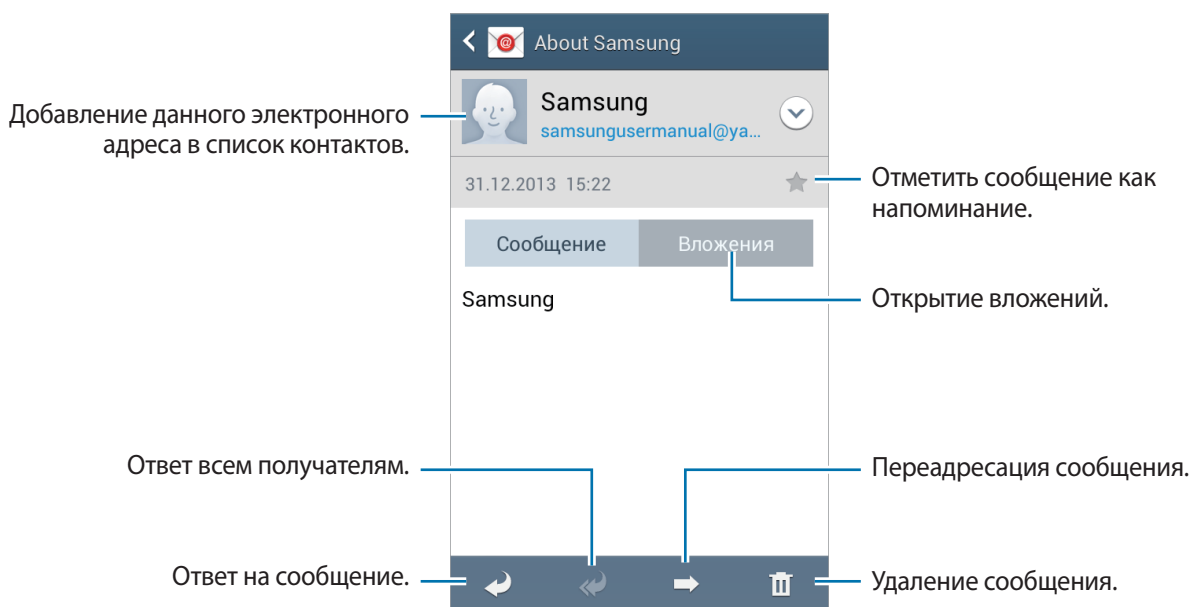 About Samsung
Добавление данного электронного
адреса в список контактов.
Samsung
samsungusermanual@ya...
31.12.2013 15:22
Отметить сообщение как
напоминание.
Сообщение
Вложения
Открытие вложений.
Samsung
Ответ всем получателям.
Переадресация сообщения.
Ответ на сообщение.
Удаление сообщения.